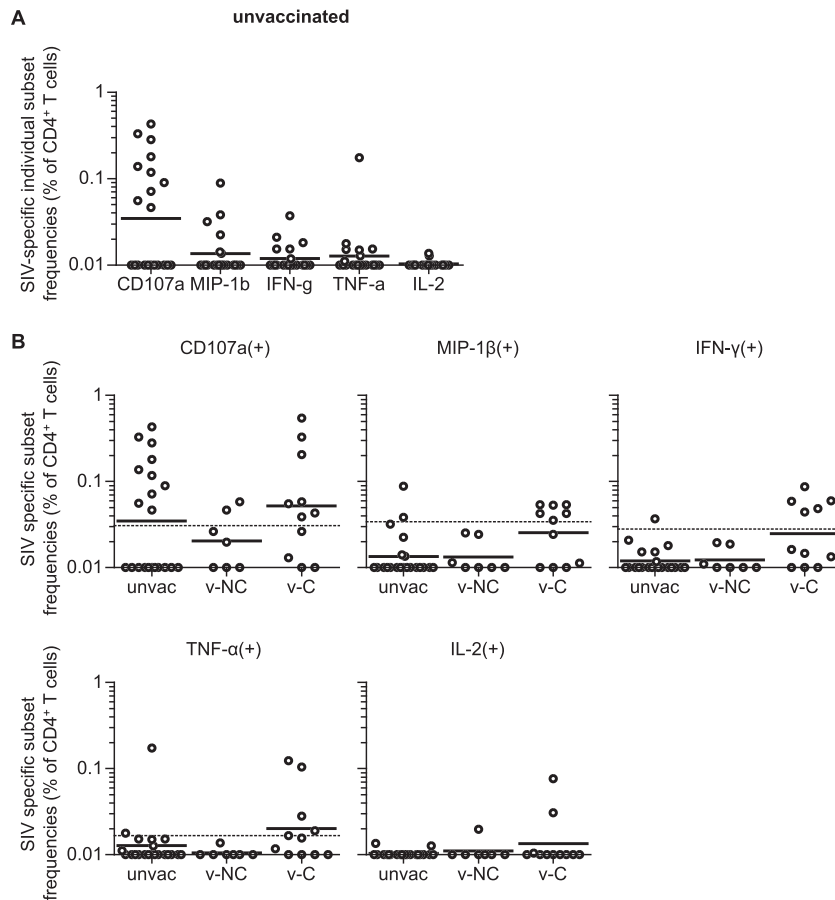 A
unvaccinated
SIV-specific individual subset
frequencies (% of CD4⁺ T cells)
1
0.1
0.01
CD107a MIP-1b IFN-g TNF-a IL-2
B
CD107a(+) MIP-1β(+) IFN-γ(+)
SIV specific subset
frequencies (% of CD4⁺ T cells)
1
0.1
0.01
unvac v-NC v-C unvac v-NC v-C unvac v-NC v-C
TNF-α(+) IL-2(+)
SIV specific subset
frequencies (% of CD4⁺ T cells)
1
0.1
0.01
unvac v-NC v-C unvac v-NC v-C